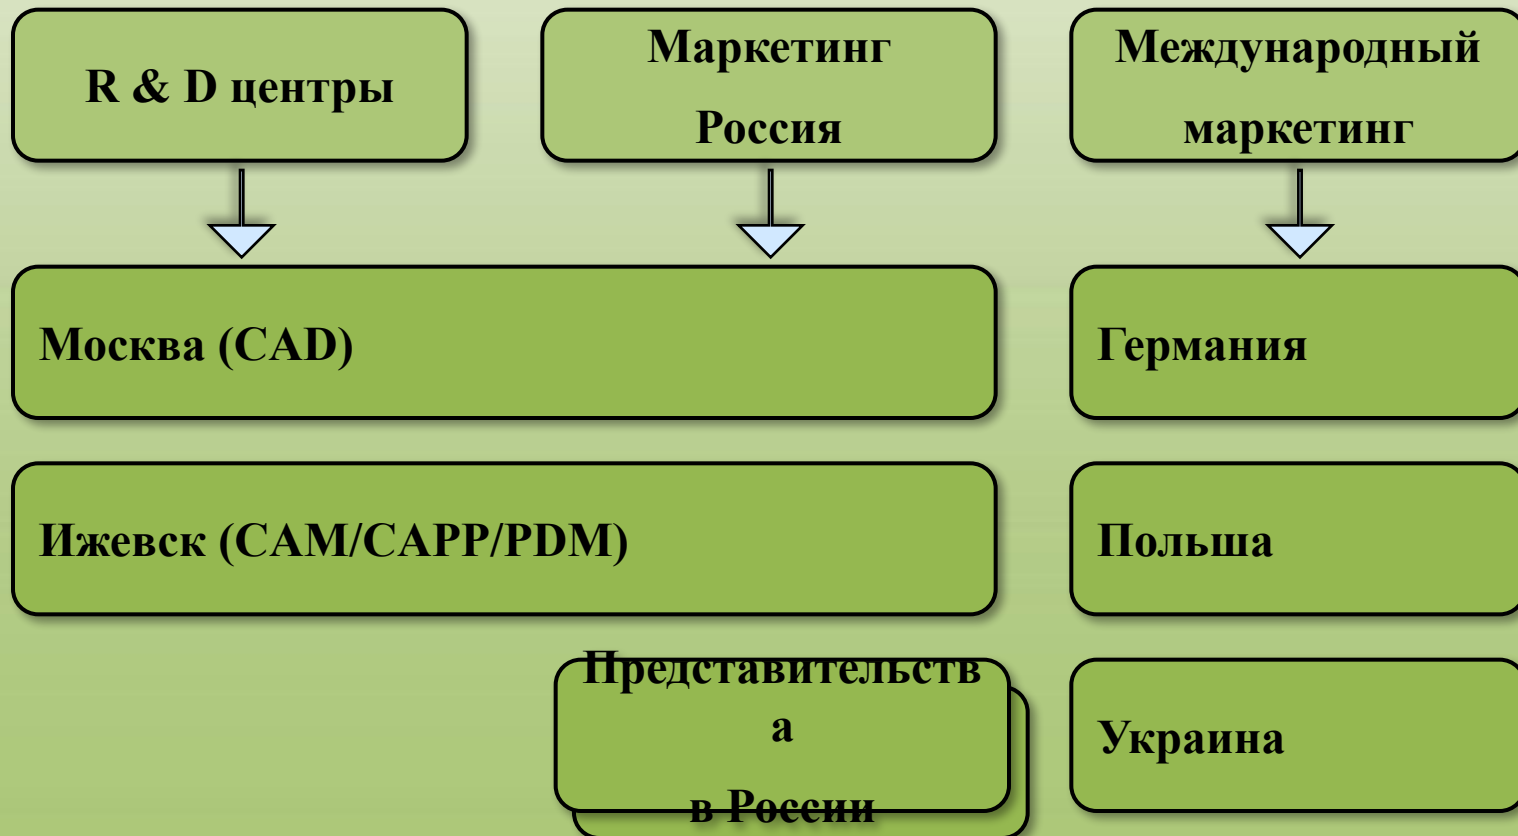 R & D центры
Маркетинг
Россия
Международный
маркетинг
Москва (CAD)
Германия
Ижевск (CAM/CAPP/PDM)
Польша
Представительств
а
в России
Украина